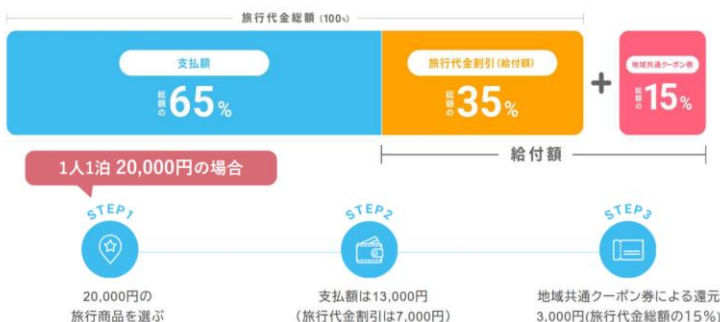 旅行代金総額 (100%)
支払額
総額の65%
旅行代金割引(給付額)
総額の35%
+
地域共通クーポン券
総額の15%
給付額
1人1泊 20,000円の場合
STEP1
20,000円の
旅行商品を選ぶ
STEP2
支払額は13,000円
(旅行代金割引は7,000円)
STEP3
地域共通クーポン券による還元
3,000円(旅行代金総額の15%)